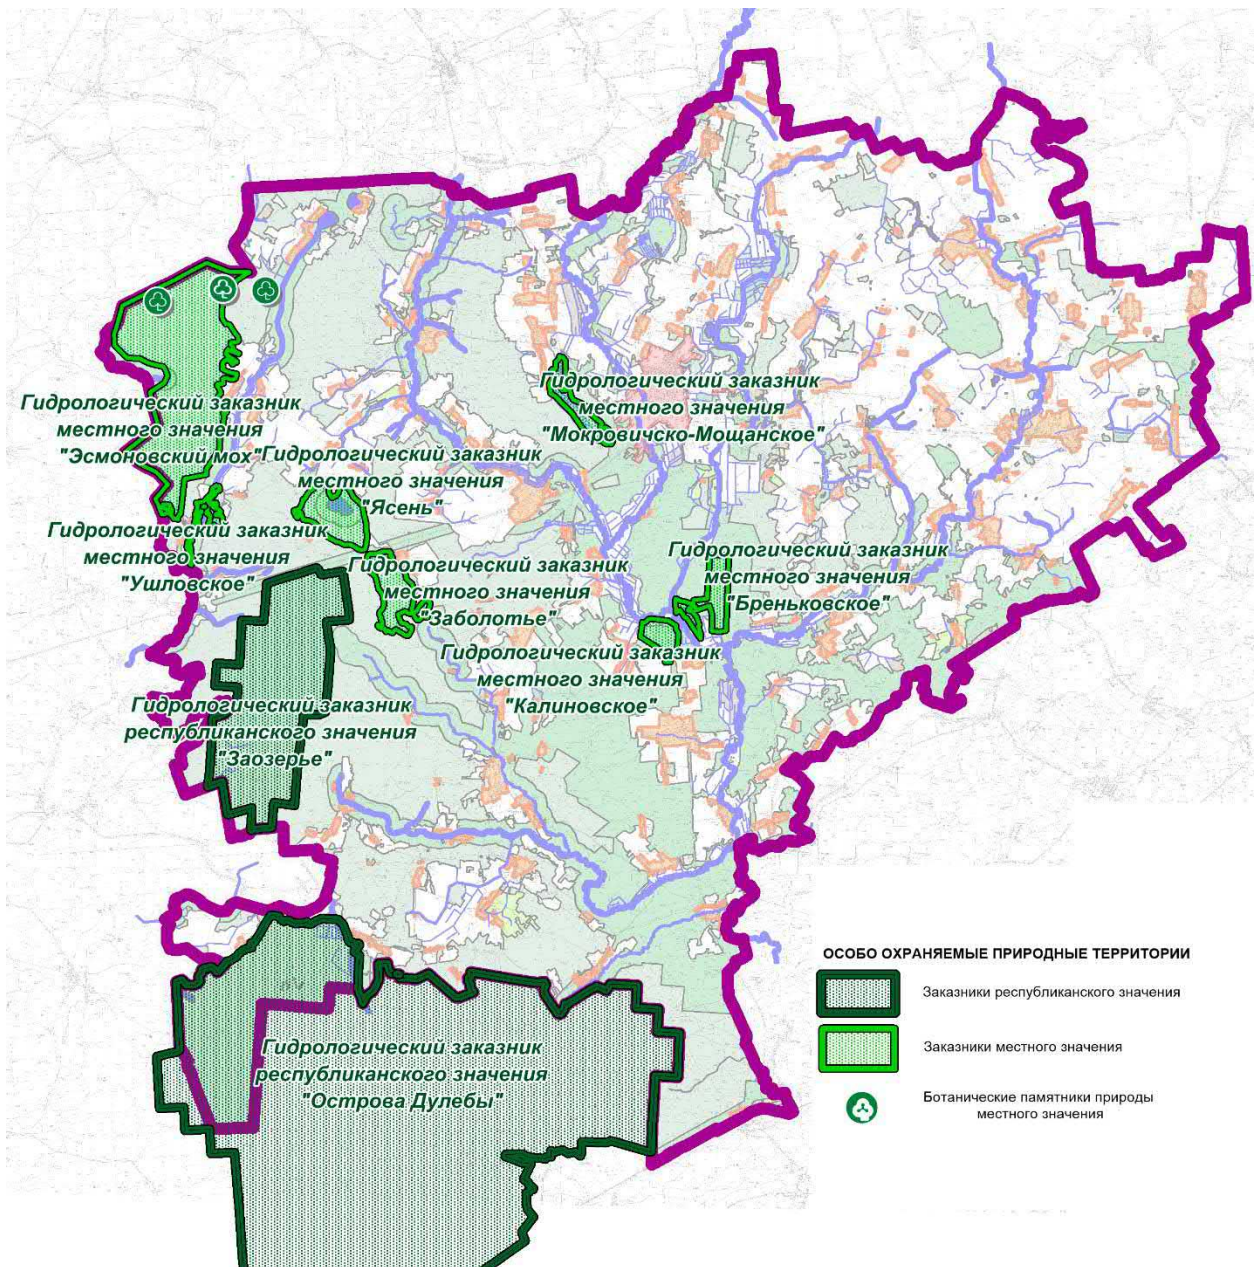 Гидрологический заказник
местного значения
"Эсмоновский мох"
Гидрологический заказник
местного значения
"Мокровичско-Мощанское"
Гидрологический заказник
местного значения
"Ясень"
Гидрологический заказник
местного значения
"Ушловское"
Гидрологический заказник
местного значения
"Заболотье"
Гидрологический заказник
местного значения
"Бреньковское"
Гидрологический заказник
местного значения
"Калиновское"
Гидрологический заказник
республиканского значения
"Заозерье"
Гидрологический заказник
республиканского значения
"Острова Дулебы"
ОСОБО ОХРАНЯЕМЫЕ ПРИРОДНЫЕ ТЕРРИТОРИИ
Заказники республиканского значения
Заказники местного значения
Ботанические памятники природы
местного значения